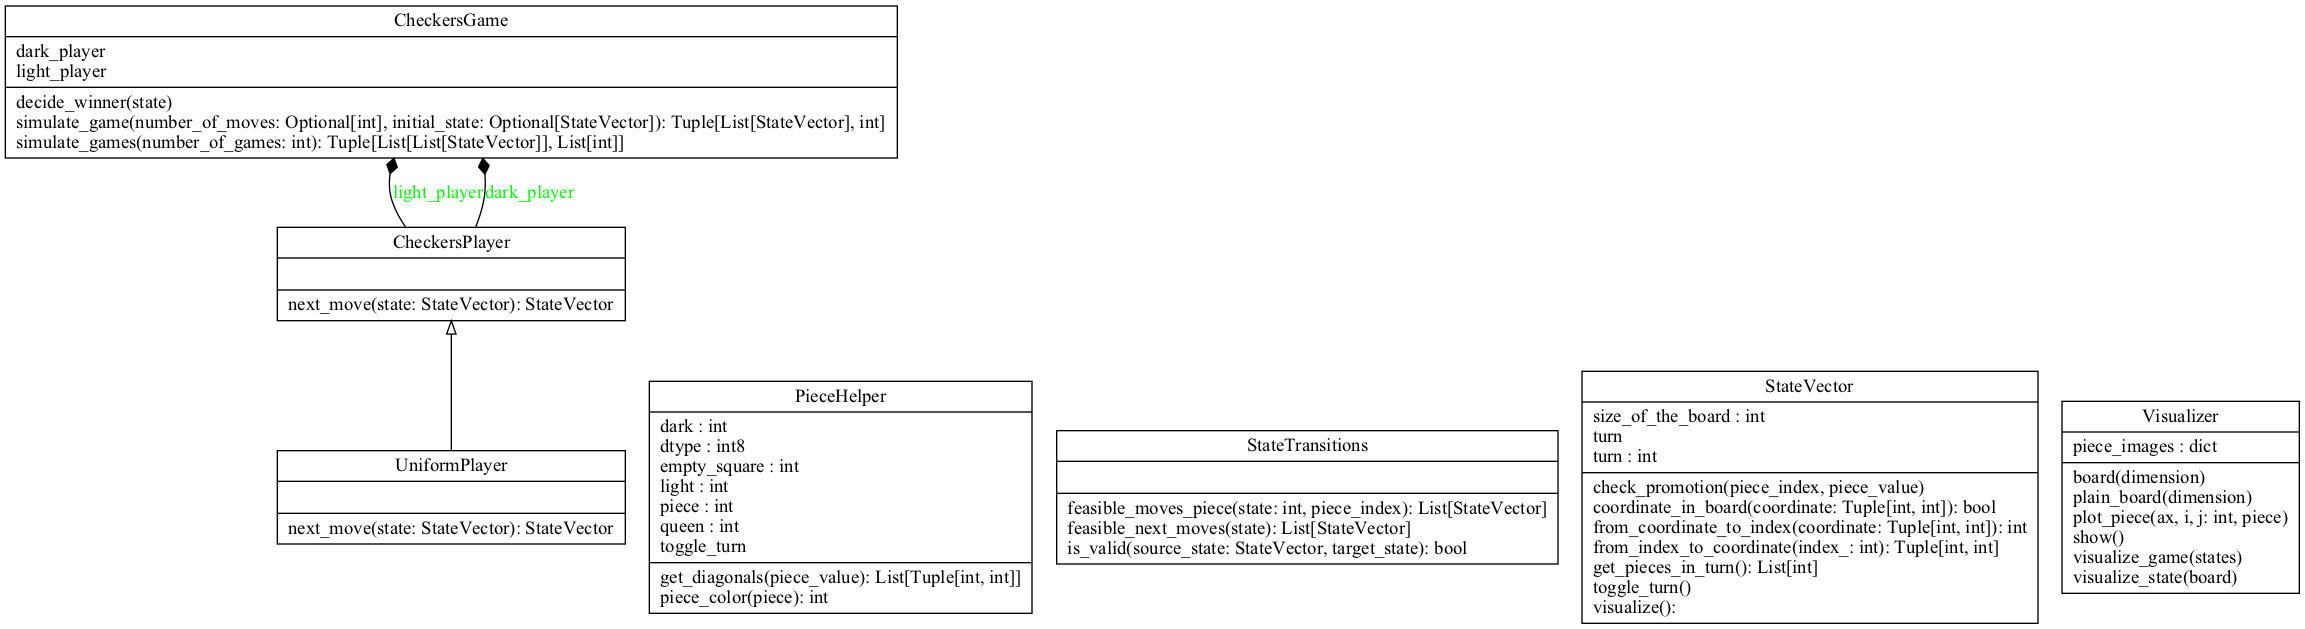 CheckersGame
dark_player
light_player
decide_winner(state)
simulate_game(number_of_moves: Optional[int], initial_state: Optional[StateVector]): Tuple[List[StateVector], int]
simulate_games(number_of_games: int): Tuple[List[List[StateVector]], List[int]]
light_player
dark_player
CheckersPlayer
next_move(state: StateVector): StateVector
UniformPlayer
next_move(state: StateVector): StateVector
PieceHelper
dark : int
dtype : int8
empty_square : int
light : int
piece : int
queen : int
toggle_turn
get_diagonals(piece_value): List[Tuple[int, int]]
piece_color(piece): int
StateTransitions
feasible_moves_piece(state: int, piece_index): List[StateVector]
feasible_next_moves(state): List[StateVector]
is_valid(source_state: StateVector, target_state): bool
StateVector
size_of_the_board : int
turn
turn : int
check_promotion(piece_index, piece_value)
coordinate_in_board(coordinate: Tuple[int, int]): bool
from_coordinate_to_index(coordinate: Tuple[int, int]): int
from_index_to_coordinate(index_: int): Tuple[int, int]
get_pieces_in_turn(): List[int]
toggle_turn()
visualize():
Visualizer
piece_images : dict
board(dimension)
plain_board(dimension)
plot_piece(ax, i, j: int, piece)
show()
visualize_game(states)
visualize_state(board)